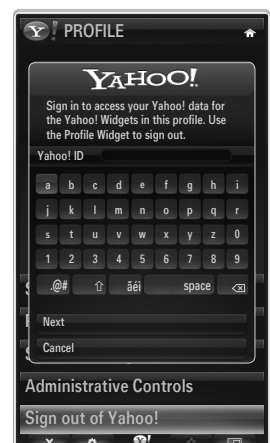 Y! PROFILE
YAHOO!
Sign in to access your Yahoo! data for
the Yahoo! Widgets in this profile. Use
the Profile Widget to sign out.
Yahoo! ID
a b c d e f g h i
j k l m n o p q r
s t u v w x y z 0
1 2 3 4 5 6 7 8 9
.@# ⇧ ãéi space ⌫
Next
Cancel
Administrative Controls
Sign out of Yahoo!
Y!